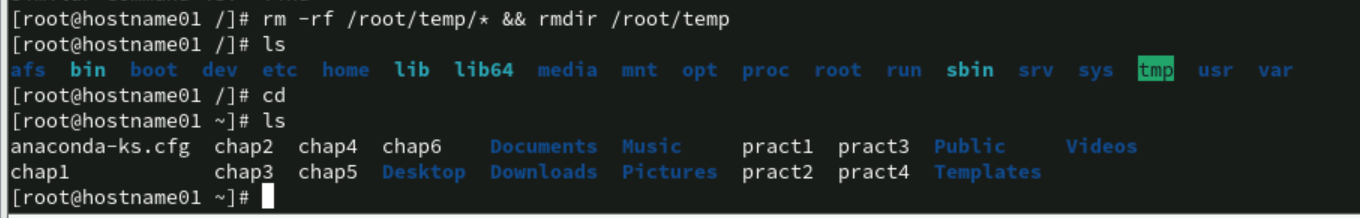 [root@hostname01 /]# rm -rf /root/temp/* && rmdir /root/temp
[root@hostname01 /]# ls
afs bin boot dev etc home lib lib64 media mnt opt proc root run sbin srv sys tmp usr var
[root@hostname01 /]# cd
[root@hostname01 ~]# ls
anaconda-ks.cfg chap2 chap4 chap6 Documents Music pract1 pract3 Public Videos
chap1 chap3 chap5 Desktop Downloads Pictures pract2 pract4 Templates
[root@hostname01 ~]#